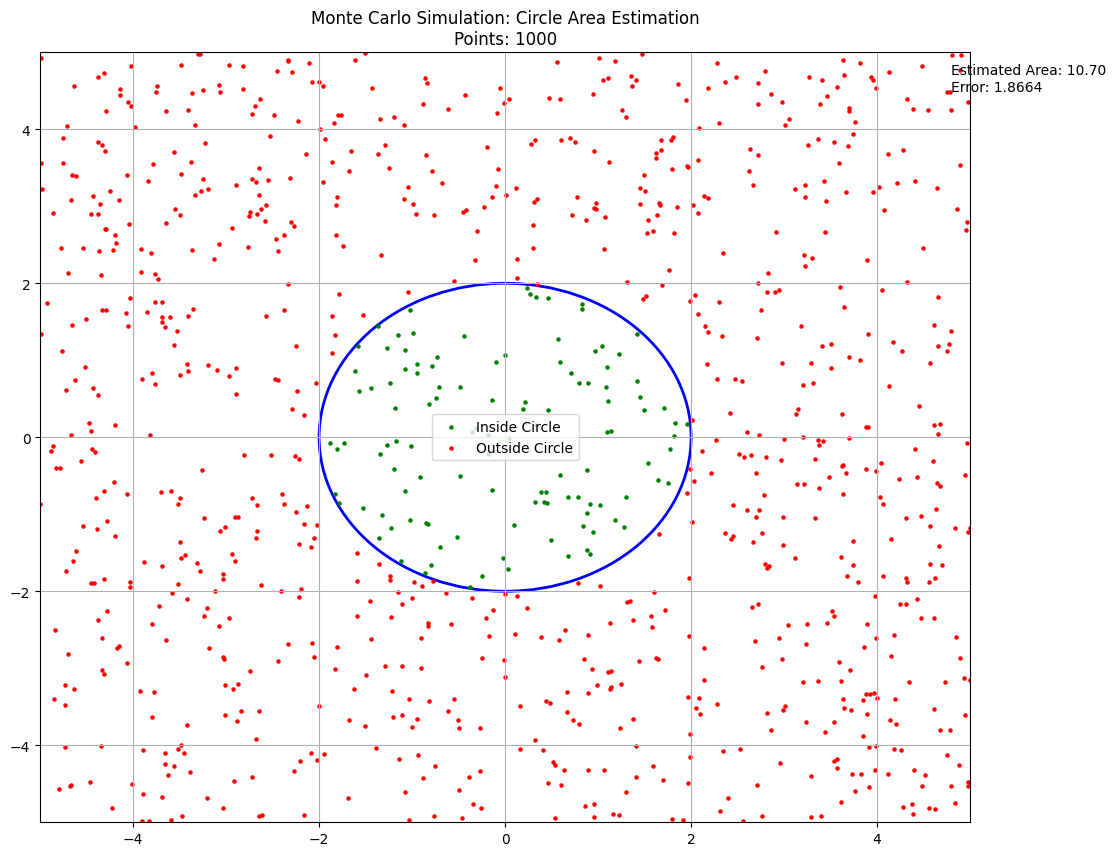 Monte Carlo Simulation: Circle Area Estimation
Points: 1000
Estimated Area: 10.70
Error: 1.8664
4
2
0
−2
−4
Inside Circle
Outside Circle
−4
−2
0
2
4